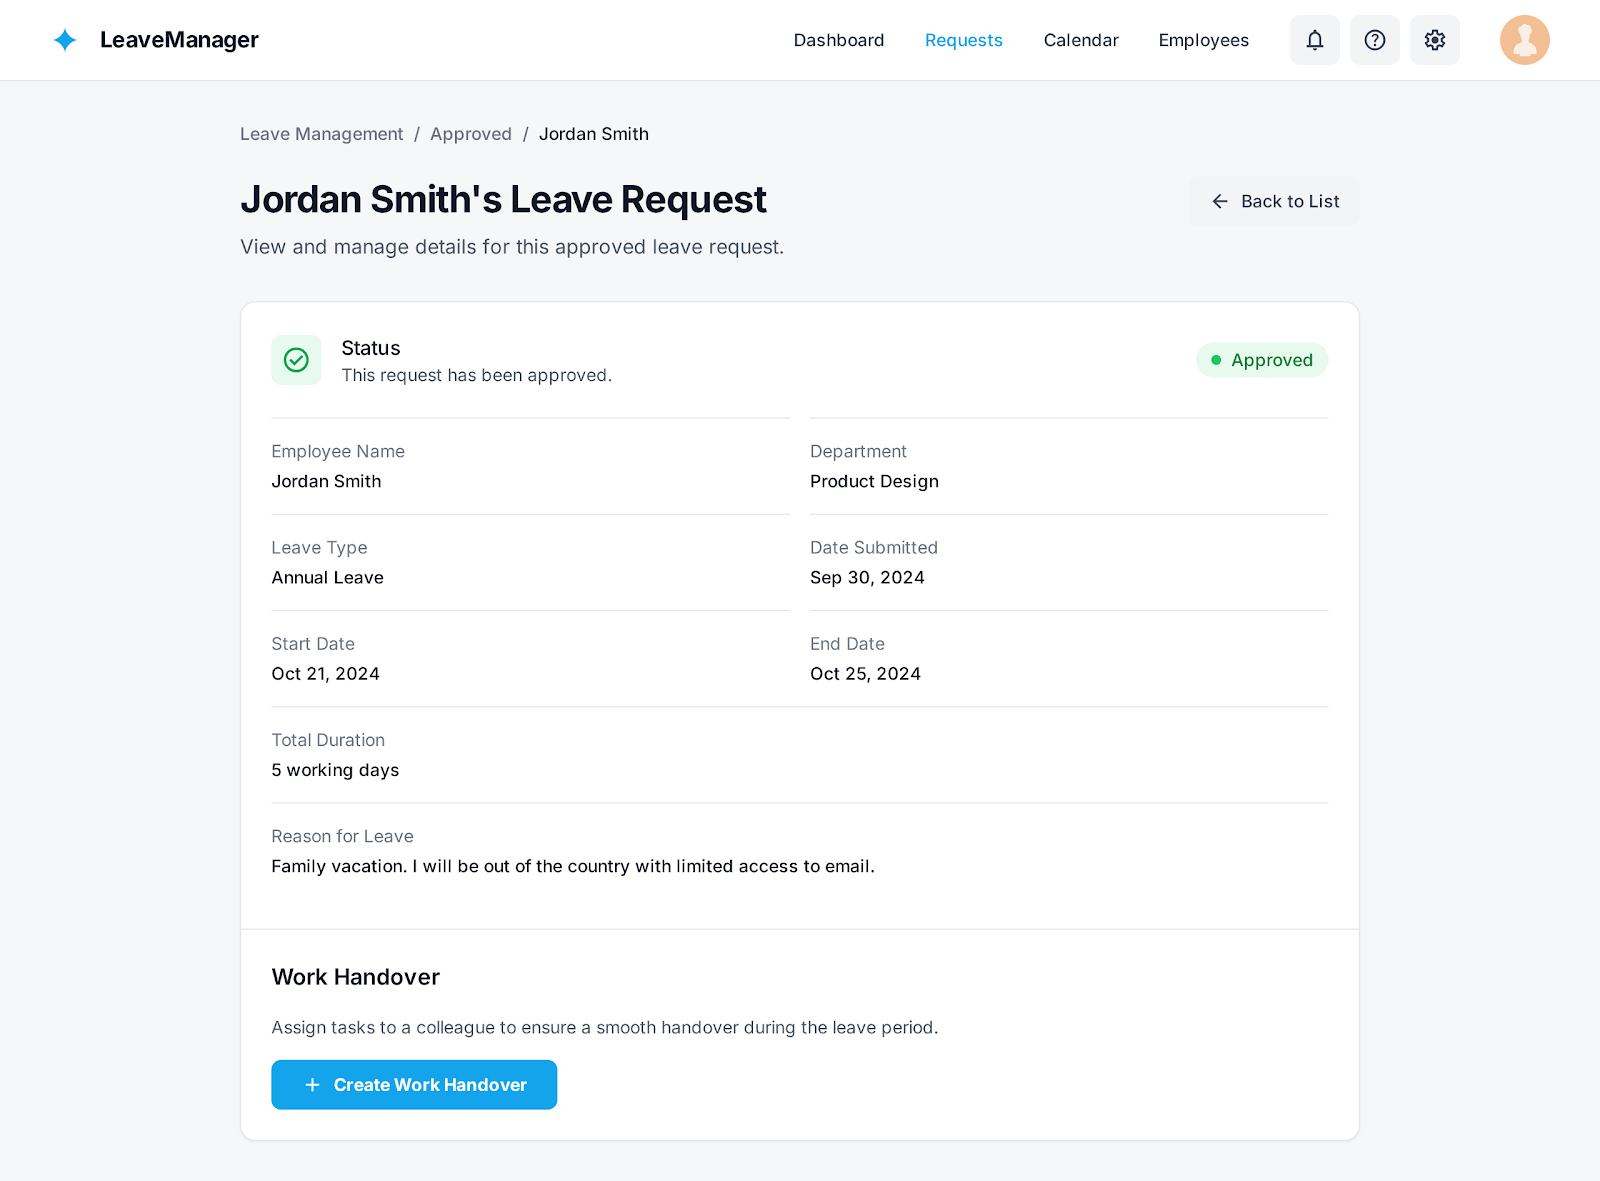 LeaveManager
Dashboard
Requests
Calendar
Employees
Leave Management / Approved / Jordan Smith
Jordan Smith's Leave Request
Back to List
View and manage details for this approved leave request.
Status
This request has been approved.
Approved
Employee Name
Jordan Smith
Department
Product Design
Leave Type
Annual Leave
Date Submitted
Sep 30, 2024
Start Date
Oct 21, 2024
End Date
Oct 25, 2024
Total Duration
5 working days
Reason for Leave
Family vacation. I will be out of the country with limited access to email.
Work Handover
Assign tasks to a colleague to ensure a smooth handover during the leave period.
Create Work Handover